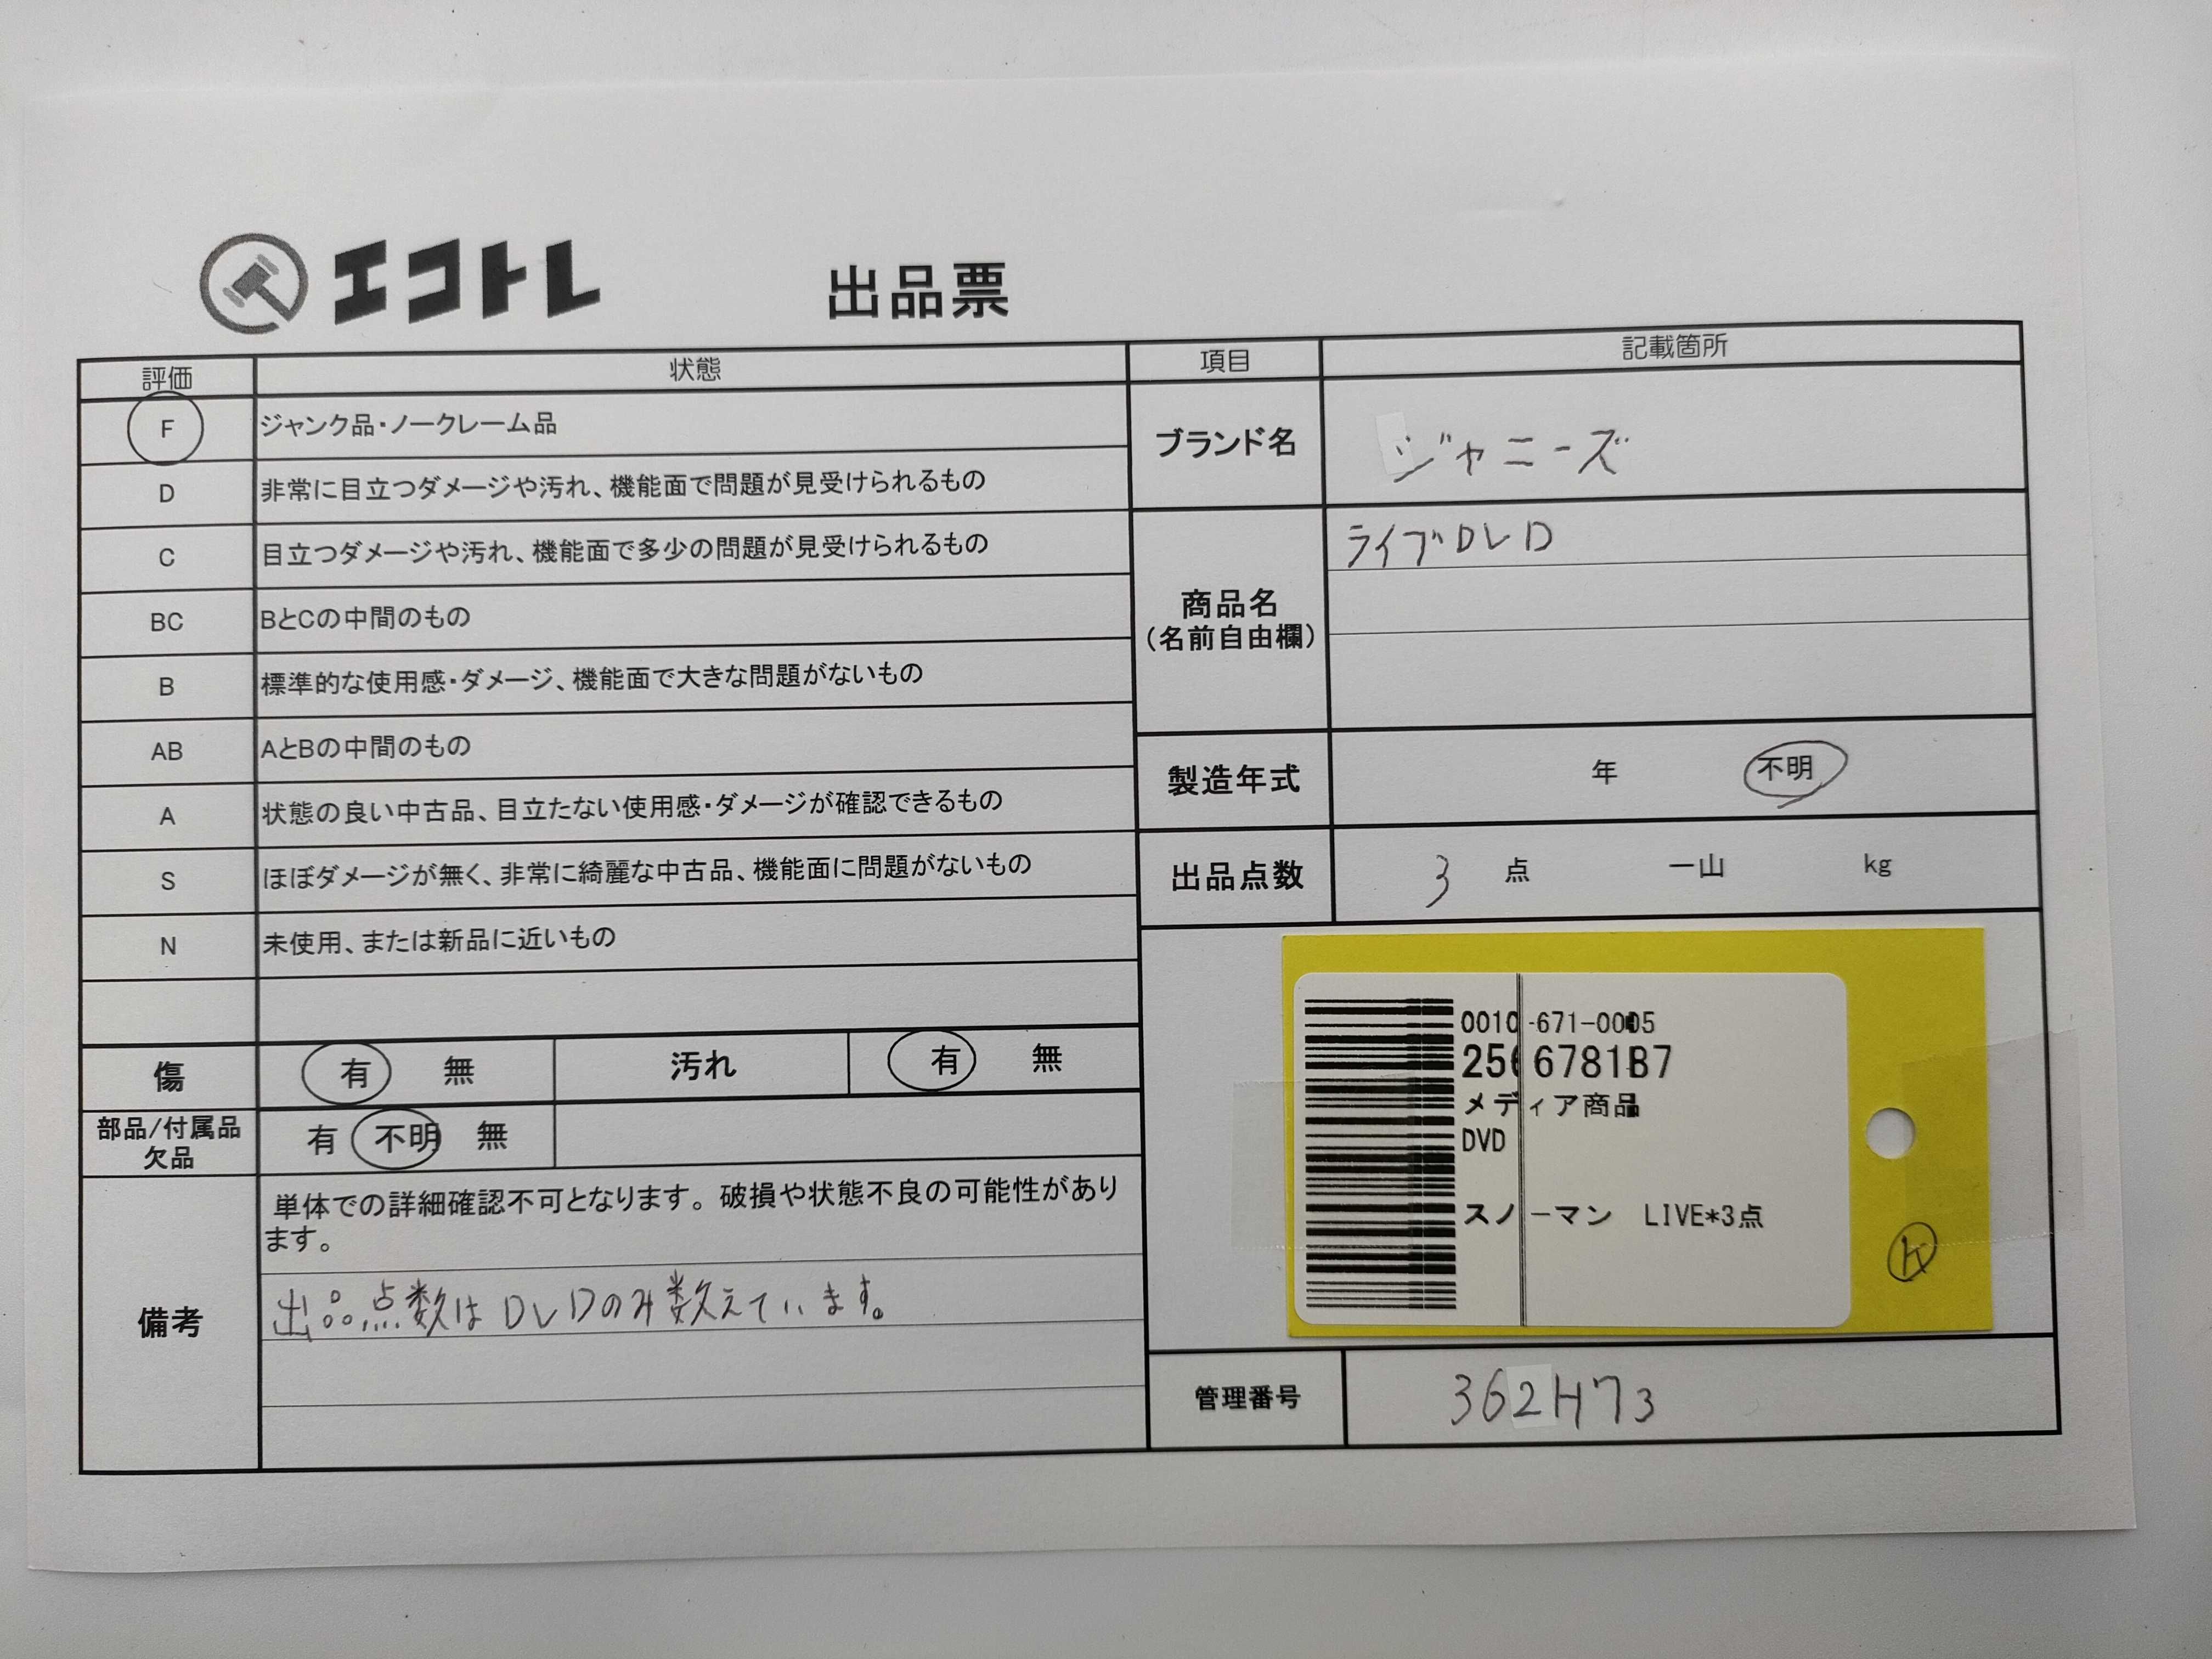 エコトレ
出品票
評価 状態 項目 記載箇所
F ジャンク品・ノークレーム品
D 非常に目立つダメージや汚れ、機能面で問題が見受けられるもの
C 目立つダメージや汚れ、機能面で多少の問題が見受けられるもの
BC BとCの中間のもの
B 標準的な使用感・ダメージ、機能面で大きな問題がないもの
AB AとBの中間のもの
A 状態の良い中古品、目立たない使用感・ダメージが確認できるもの
S ほぼダメージが無く、非常に綺麗な中古品、機能面に問題がないもの
N 未使用、または新品に近いもの
傷 有 無 汚れ 有 無
部品/付属品
欠品
有 不明 無
備考
単体での詳細確認不可となります。破損や状態不良の可能性があり
ます。
出品点数はDVDのみ数えています。
ブランド名 ジャニーズ
商品名
(名前自由欄)
ライブDVD
製造年式 年 不明
出品点数 3 点 一山 kg
メディア商品
DVD
スノーマン LIVE*3点
管理番号 362H73